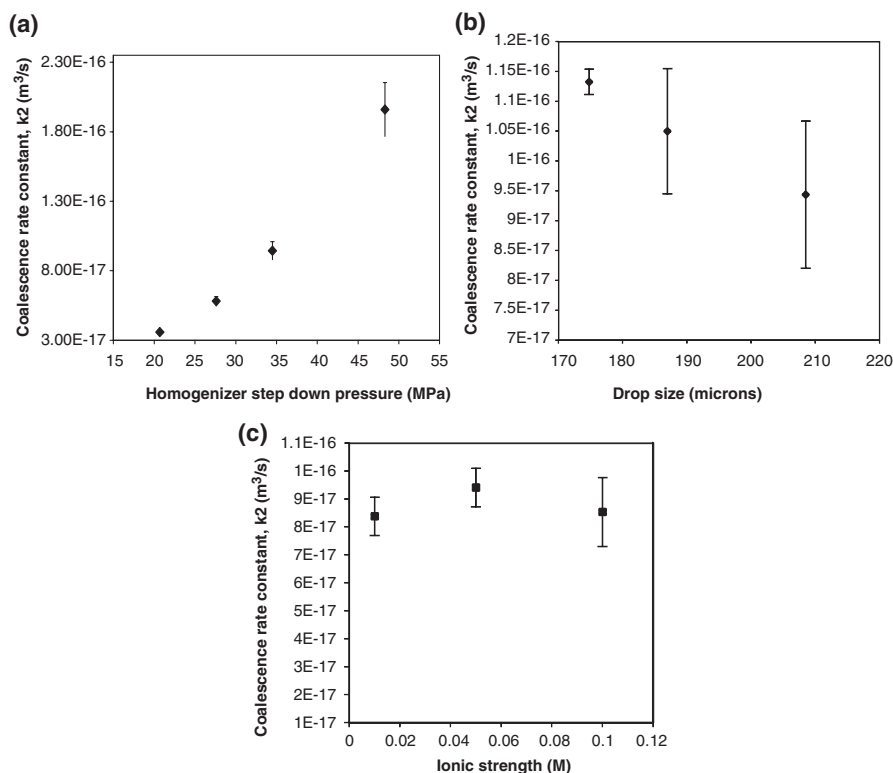 (a)
Coalescence rate constant, k2 (m³/s)
2.30E-16
1.80E-16
1.30E-16
8.00E-17
3.00E-17
15 20 25 30 35 40 45 50 55
Homogenizer step down pressure (MPa)
(b)
Coalescence rate constant, k2 (m³/s)
1.2E-16
1.15E-16
1.1E-16
1.05E-16
1E-16
9.5E-17
9E-17
8.5E-17
8E-17
7.5E-17
7E-17
170 180 190 200 210 220
Drop size (microns)
(c)
Coalescence rate constant, k2 (m³/s)
1.1E-16
1E-16
9E-17
8E-17
7E-17
6E-17
5E-17
4E-17
3E-17
2E-17
1E-17
0 0.02 0.04 0.06 0.08 0.1 0.12
Ionic strength (M)